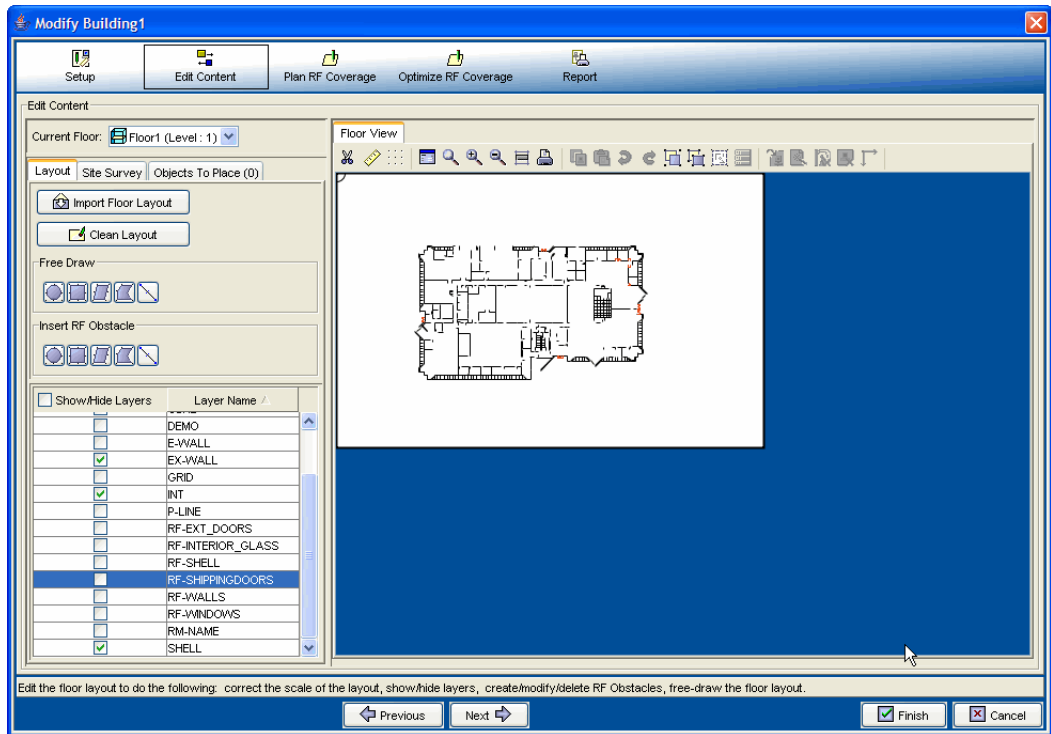 Modify Building1
Setup
Edit Content
Plan RF Coverage
Optimize RF Coverage
Report
Edit Content
Current Floor: Floor1 (Level : 1)
Layout Site Survey Objects To Place (0)
Import Floor Layout
Clean Layout
Free Draw
Insert RF Obstacle
Show/Hide Layers Layer Name
DEMO
E-WALL
EX-WALL
GRID
INT
P-LINE
RF-EXT_DOORS
RF-INTERIOR_GLASS
RF-SHELL
RF-SHIPPINGDOORS
RF-WALLS
RF-WINDOWS
RM-NAME
SHELL
Floor View
Edit the floor layout to do the following: correct the scale of the layout, show/hide layers, create/modify/delete RF Obstacles, free-draw the floor layout.
Previous Next Finish Cancel